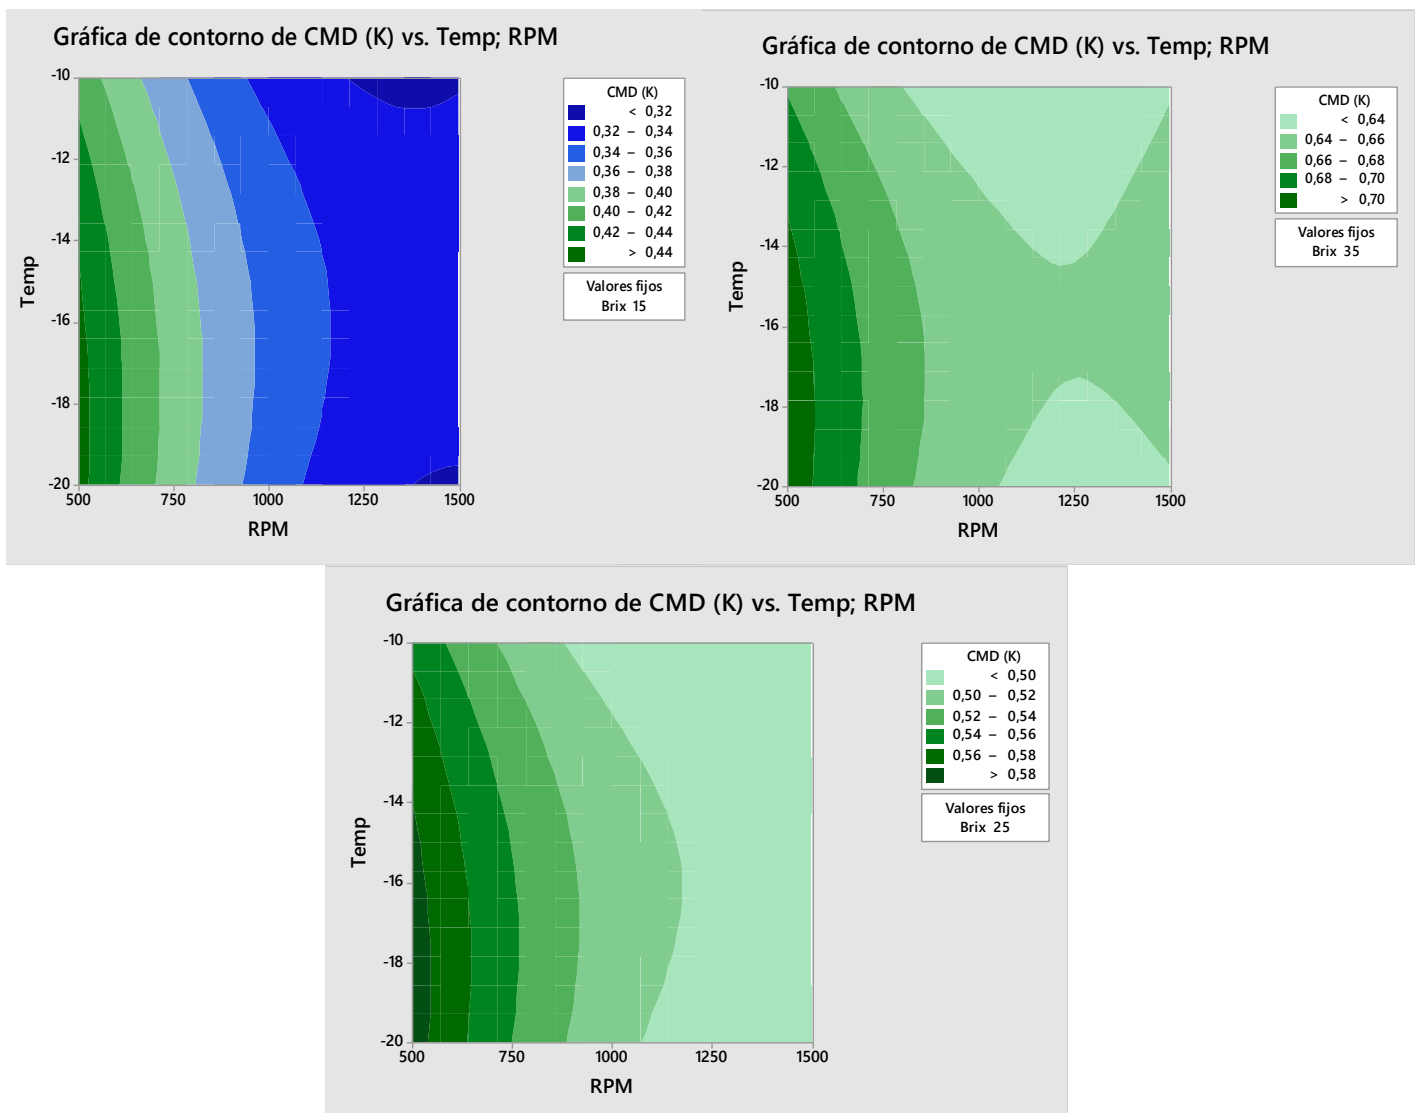 Gráfica de contorno de CMD (K) vs. Temp; RPM
-10
-12
-14
-16
-18
-20
Temp
500
750
1000
1250
1500
RPM
CMD (K)
< 0,32
0,32 – 0,34
0,34 – 0,36
0,36 – 0,38
0,38 – 0,40
0,40 – 0,42
0,42 – 0,44
> 0,44
Valores fijos
Brix 15
Gráfica de contorno de CMD (K) vs. Temp; RPM
-10
-12
-14
-16
-18
-20
Temp
500
750
1000
1250
1500
RPM
CMD (K)
< 0,64
0,64 – 0,66
0,66 – 0,68
0,68 – 0,70
> 0,70
Valores fijos
Brix 35
Gráfica de contorno de CMD (K) vs. Temp; RPM
-10
-12
-14
-16
-18
-20
Temp
500
750
1000
1250
1500
RPM
CMD (K)
< 0,50
0,50 – 0,52
0,52 – 0,54
0,54 – 0,56
0,56 – 0,58
> 0,58
Valores fijos
Brix 25